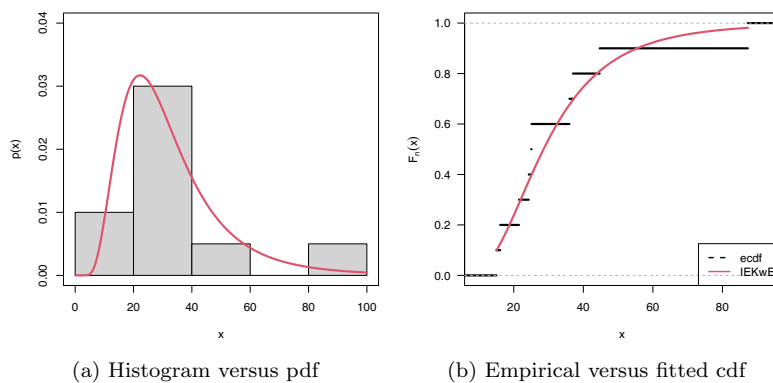 p(x)
0.00 0.01 0.02 0.03 0.04
0 20 40 60 80 100
x
(a) Histogram versus pdf
F_n(x)
0.0 0.2 0.4 0.6 0.8 1.0
20 40 60 80
x
ecdf
IEKwE
(b) Empirical versus fitted cdf